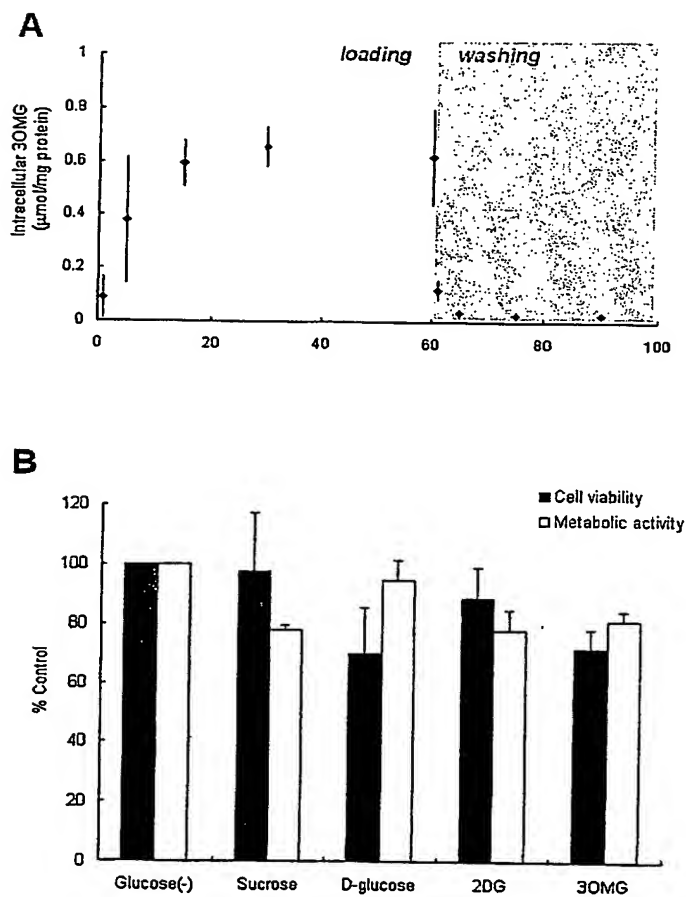 A
loading washing
Intracellular 3OMG
(μmol/mg protein)
1
0.8
0.6
0.4
0.2
0
0 20 40 60 80 100
B
Cell viability
Metabolic activity
% Control
120
100
80
60
40
20
0
Glucose(-) Sucrose D-glucose 2DG 3OMG